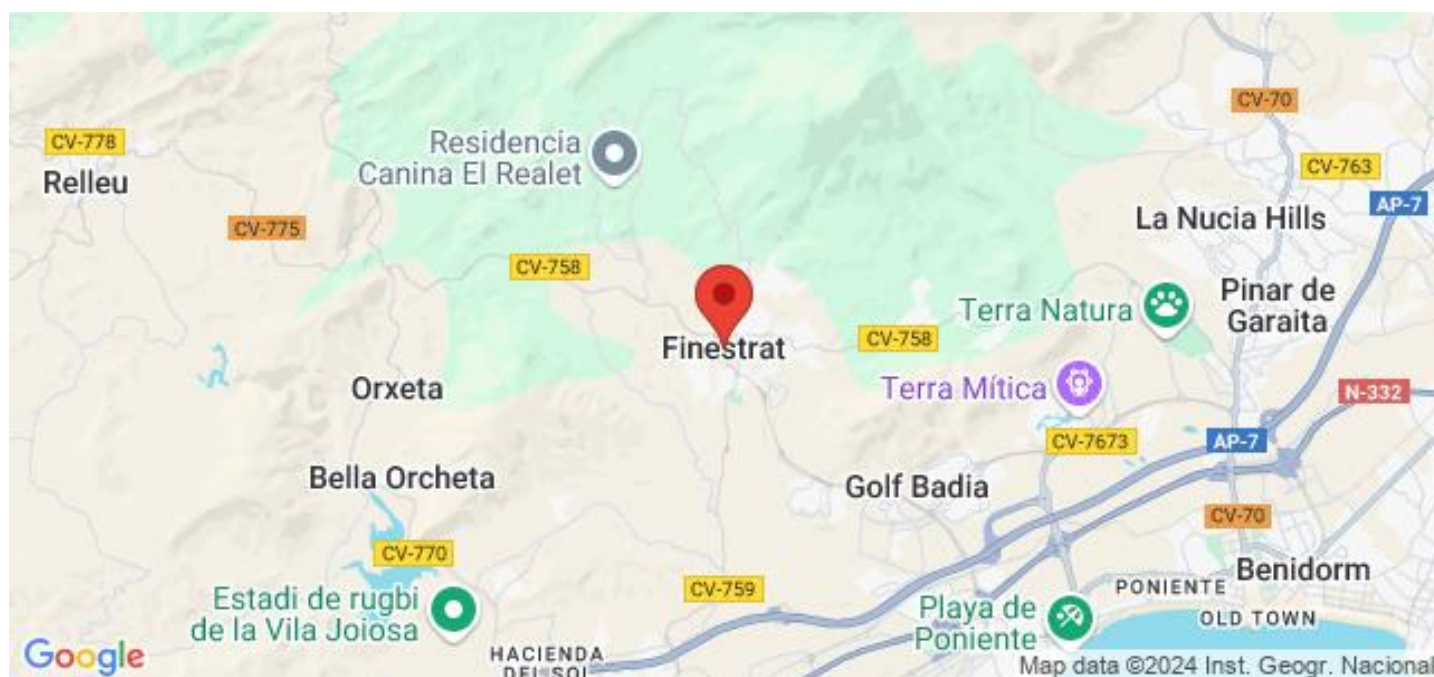 CV-70
CV-778
Residencia
Canina El Realet
CV-763
Relleu
AP-7
La Nucia Hills
CV-775
CV-758
Terra Natura
Pinar de
Garaita
Finestrat
CV-758
Orxeta
Terra Mítica
N-332
CV-7673
AP-7
Bella Orcheta
Golf Badia
CV-70
CV-770
Benidorm
CV-759
PONIENTE
Estadi de rugbi
de la Vila Joiosa
Playa de
Poniente
OLD TOWN
HACIENDA
DEL SOL
Google
Map data ©2024 Inst. Geogr. Nacional